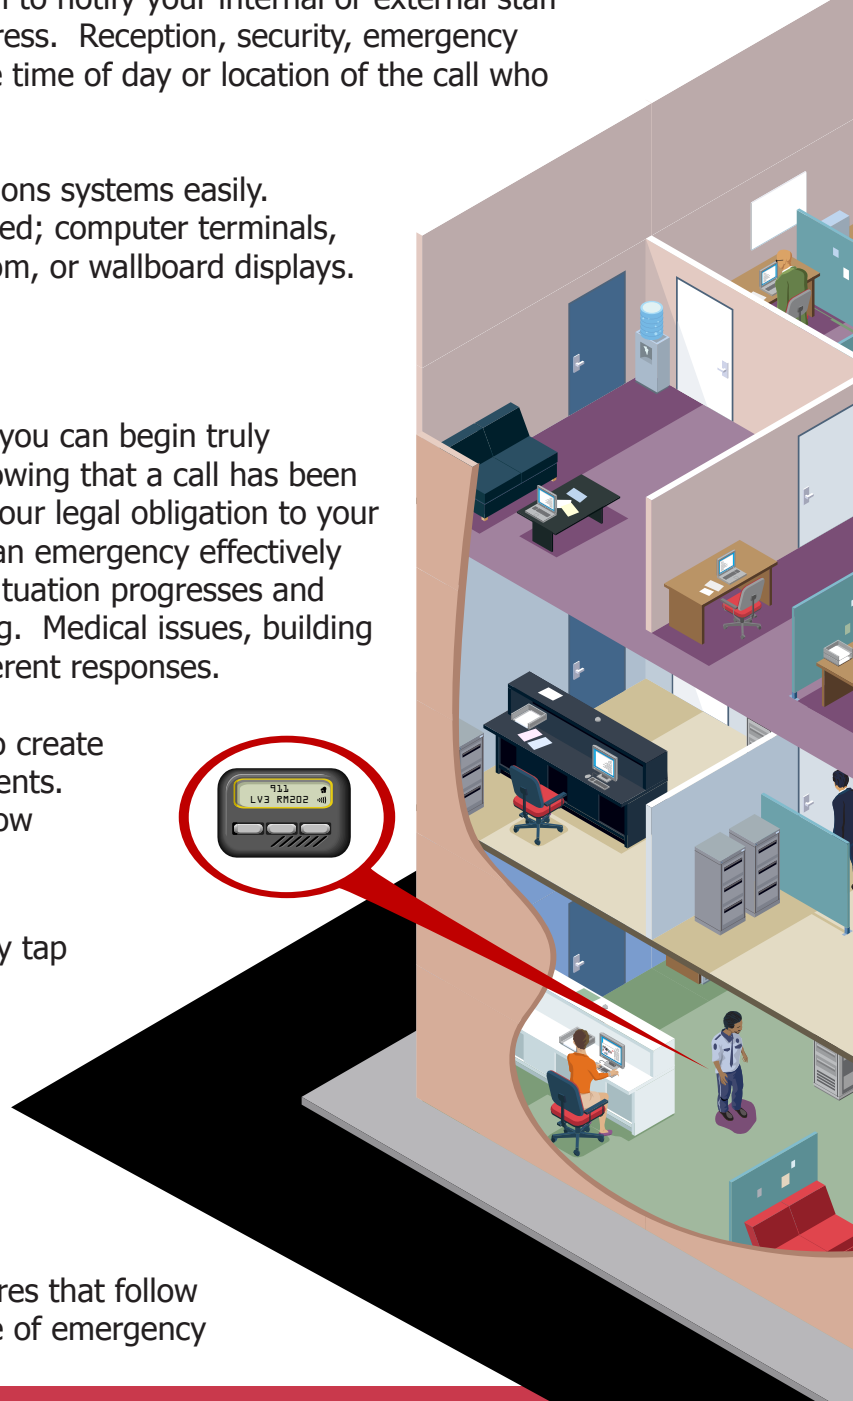 to notify your internal or external staff
ress. Reception, security, emergency
time of day or location of the call who
ons systems easily.
ed; computer terminals,
om, or wallboard displays.
you can begin truly
owing that a call has been
our legal obligation to your
an emergency effectively
tuation progresses and
g. Medical issues, building
erent responses.
o create
ents.
ow
911
LV3 RM202
y tap
res that follow
e of emergency